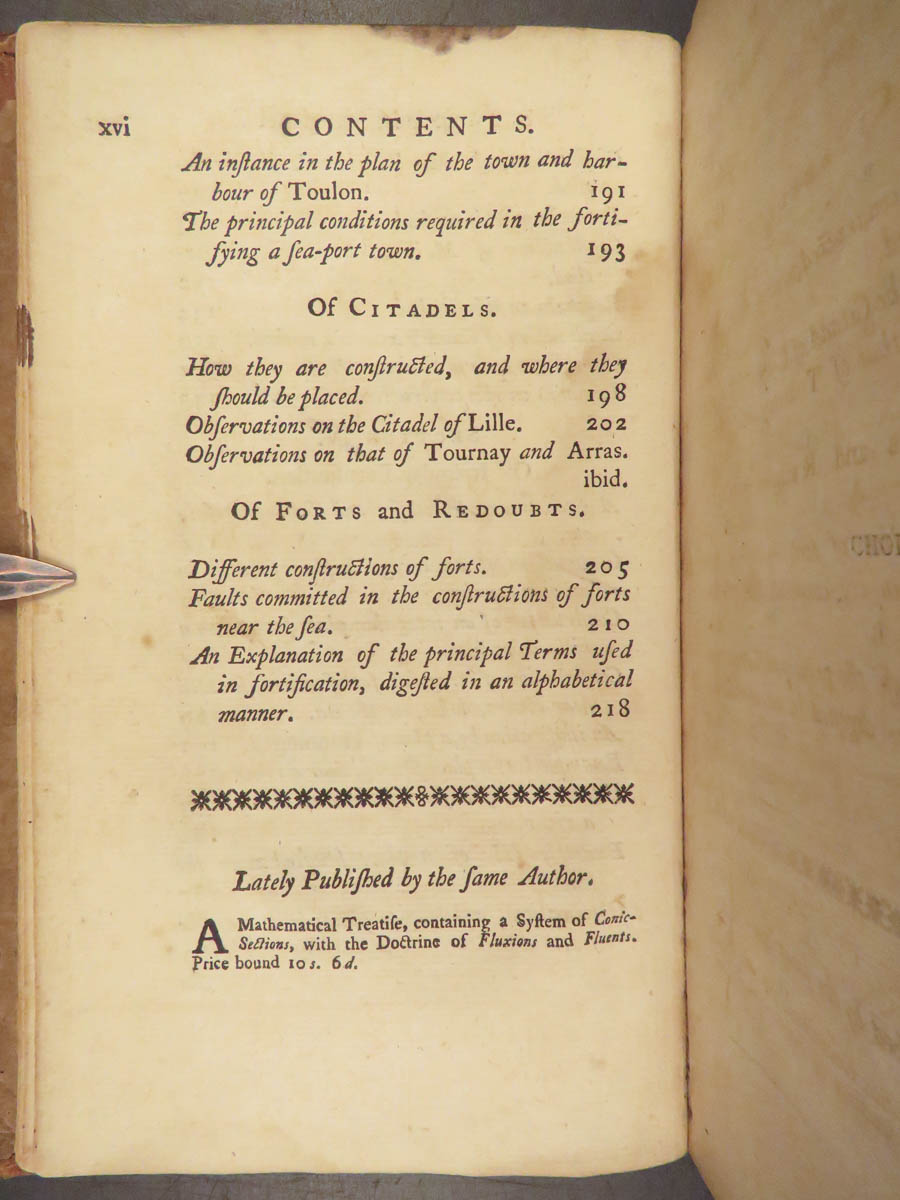 xvi CONTENTS.
An inſtance in the plan of the town and har-
bour of Toulon. 191
The principal conditions required in the forti-
fying a ſea-port town. 193
Of CITADELS.
How they are conſtructed, and where they
ſhould be placed. 198
Obſervations on the Citadel of Lille. 202
Obſervations on that of Tournay and Arras.
ibid.
Of FORTS and REDOUBTS.
Different conſtructions of forts. 205
Faults committed in the conſtructions of forts
near the ſea. 210
An Explanation of the principal Terms uſed
in fortification, digeſted in an alphabetical
manner. 218
Lately Publiſhed by the ſame Author.
A Mathematical Treatiſe, containing a Syſtem of Conic-
Sections, with the Doctrine of Fluxions and Fluents.
Price bound 10 s. 6 d.